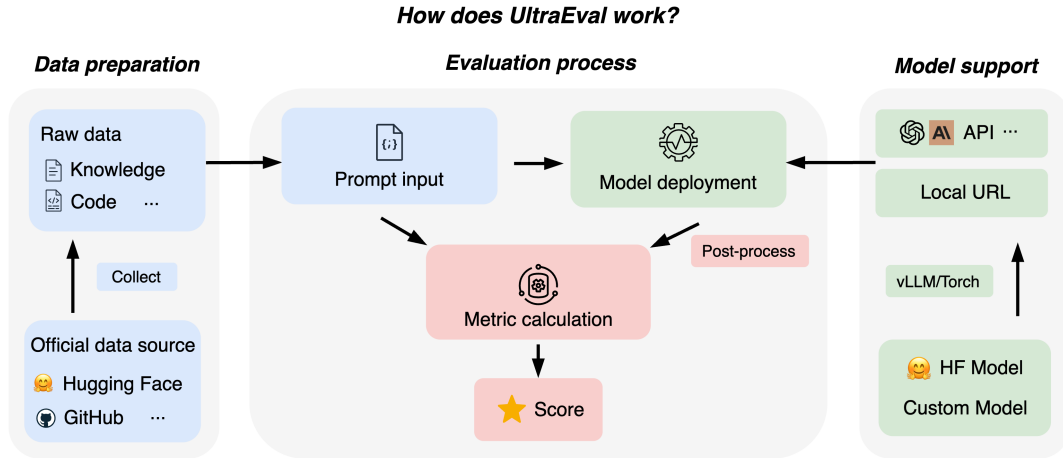 How does UltraEval work?
Data preparation
Raw data
Knowledge
Code ...
Collect
Official data source
Hugging Face
GitHub ...
Evaluation process
{;}
Prompt input
Model deployment
Post-process
Metric calculation
Score
Model support
API ...
Local URL
vLLM/Torch
HF Model
Custom Model